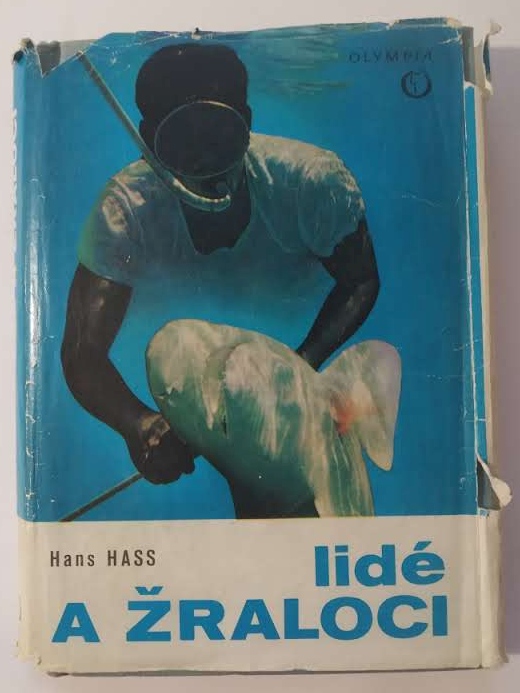 OLYMPIA
Hans HASS
lidé
A ŽRALOCI